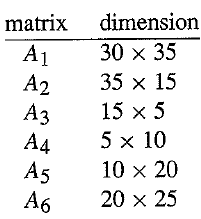 matrix dimension
A1 30 × 35
A2 35 × 15
A3 15 × 5
A4 5 × 10
A5 10 × 20
A6 20 × 25